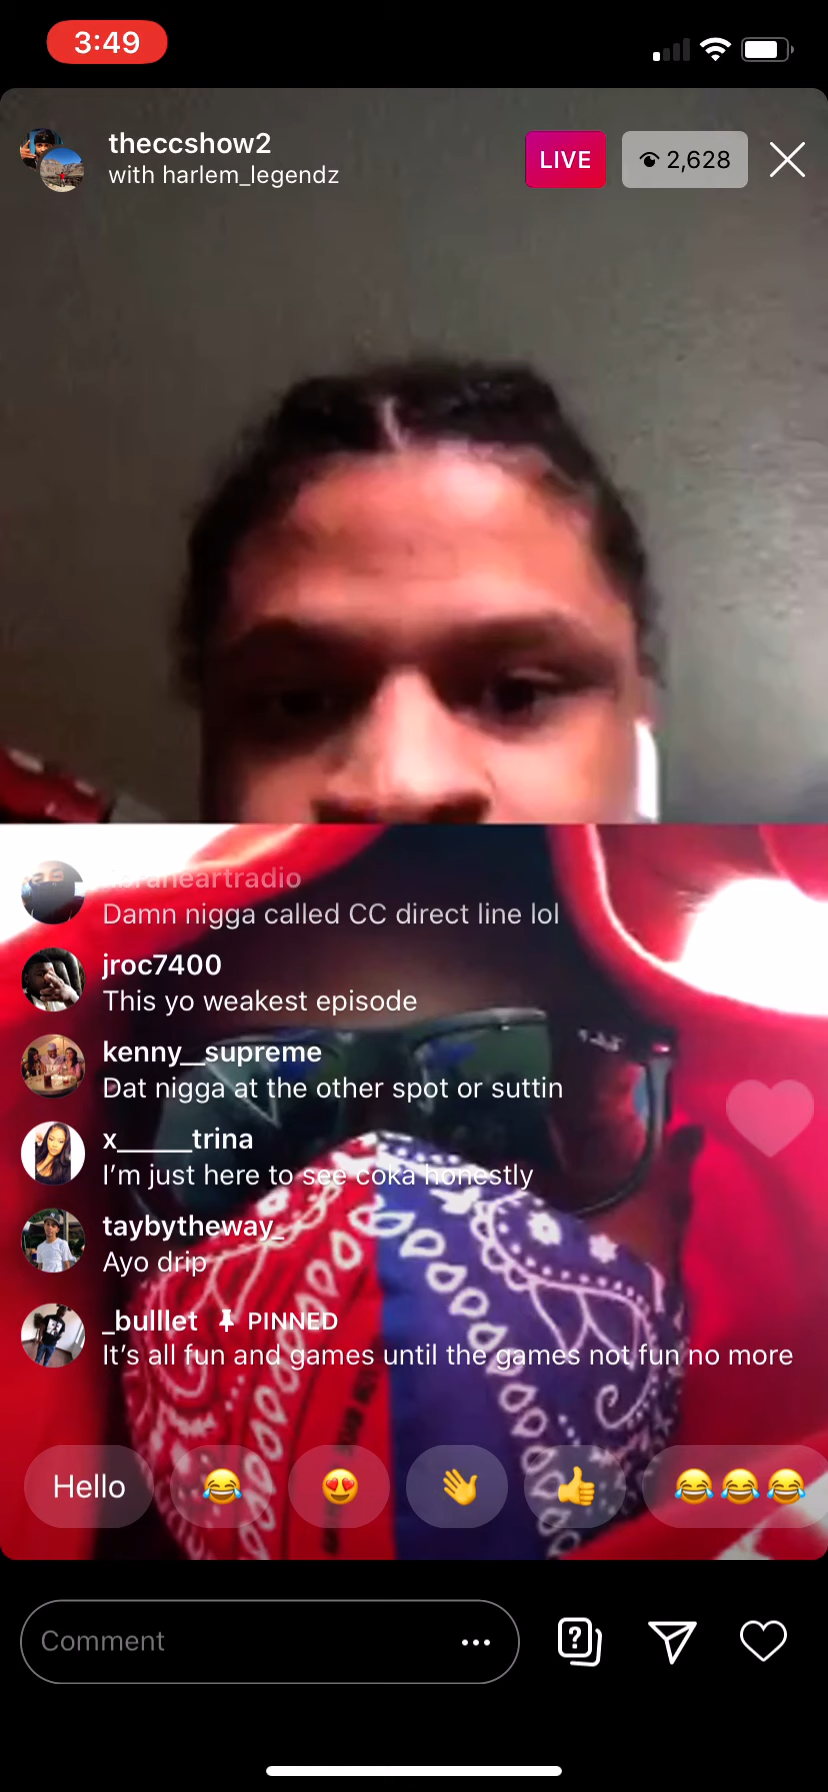 3:49
theccshow2
with harlem_legendz
LIVE
2,628
Damn nigga called CC direct line lol
jroc7400
This yo weakest episode
kenny__supreme
Dat nigga at the other spot or suttin
x_____trina
I'm just here to see coka honestly
taybytheway_
Ayo drip
_bulllet PINNED
It's all fun and games until the games not fun no more
Hello
Comment